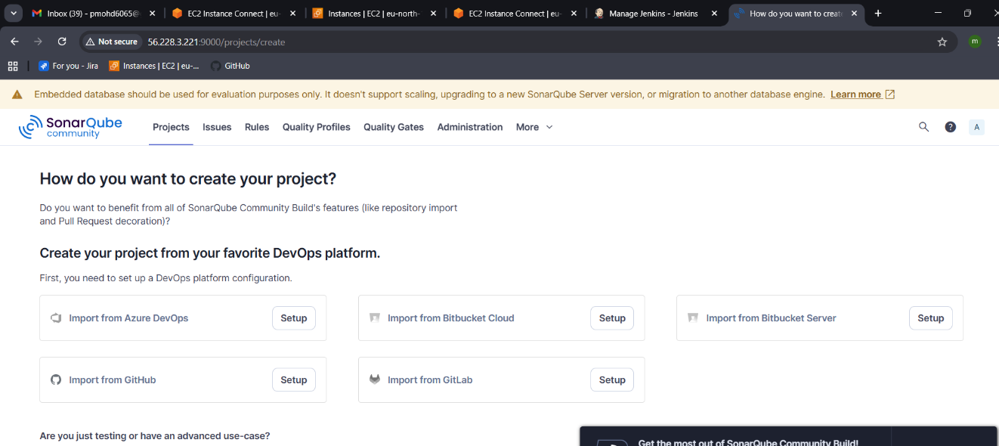 Inbox (39) - pmohd6065@
EC2 Instance Connect | eu-
Instances | EC2 | eu-north-
EC2 Instance Connect | eu-
Manage Jenkins - Jenkins
How do you want to creat
Not secure
56.228.3.221:9000/projects/create
m
For you - Jira
Instances | EC2 | eu-...
GitHub
Embedded database should be used for evaluation purposes only. It doesn't support scaling, upgrading to a new SonarQube Server version, or migration to another database engine. Learn more
SonarQube
community
Projects
Issues
Rules
Quality Profiles
Quality Gates
Administration
More
?
A
How do you want to create your project?
Do you want to benefit from all of SonarQube Community Build's features (like repository import
and Pull Request decoration)?
Create your project from your favorite DevOps platform.
First, you need to set up a DevOps platform configuration.
Import from Azure DevOps
Setup
Import from Bitbucket Cloud
Setup
Import from Bitbucket Server
Setup
Import from GitHub
Setup
Import from GitLab
Setup
Are you just testing or have an advanced use-case?
Get the most out of SonarQube Community Build!